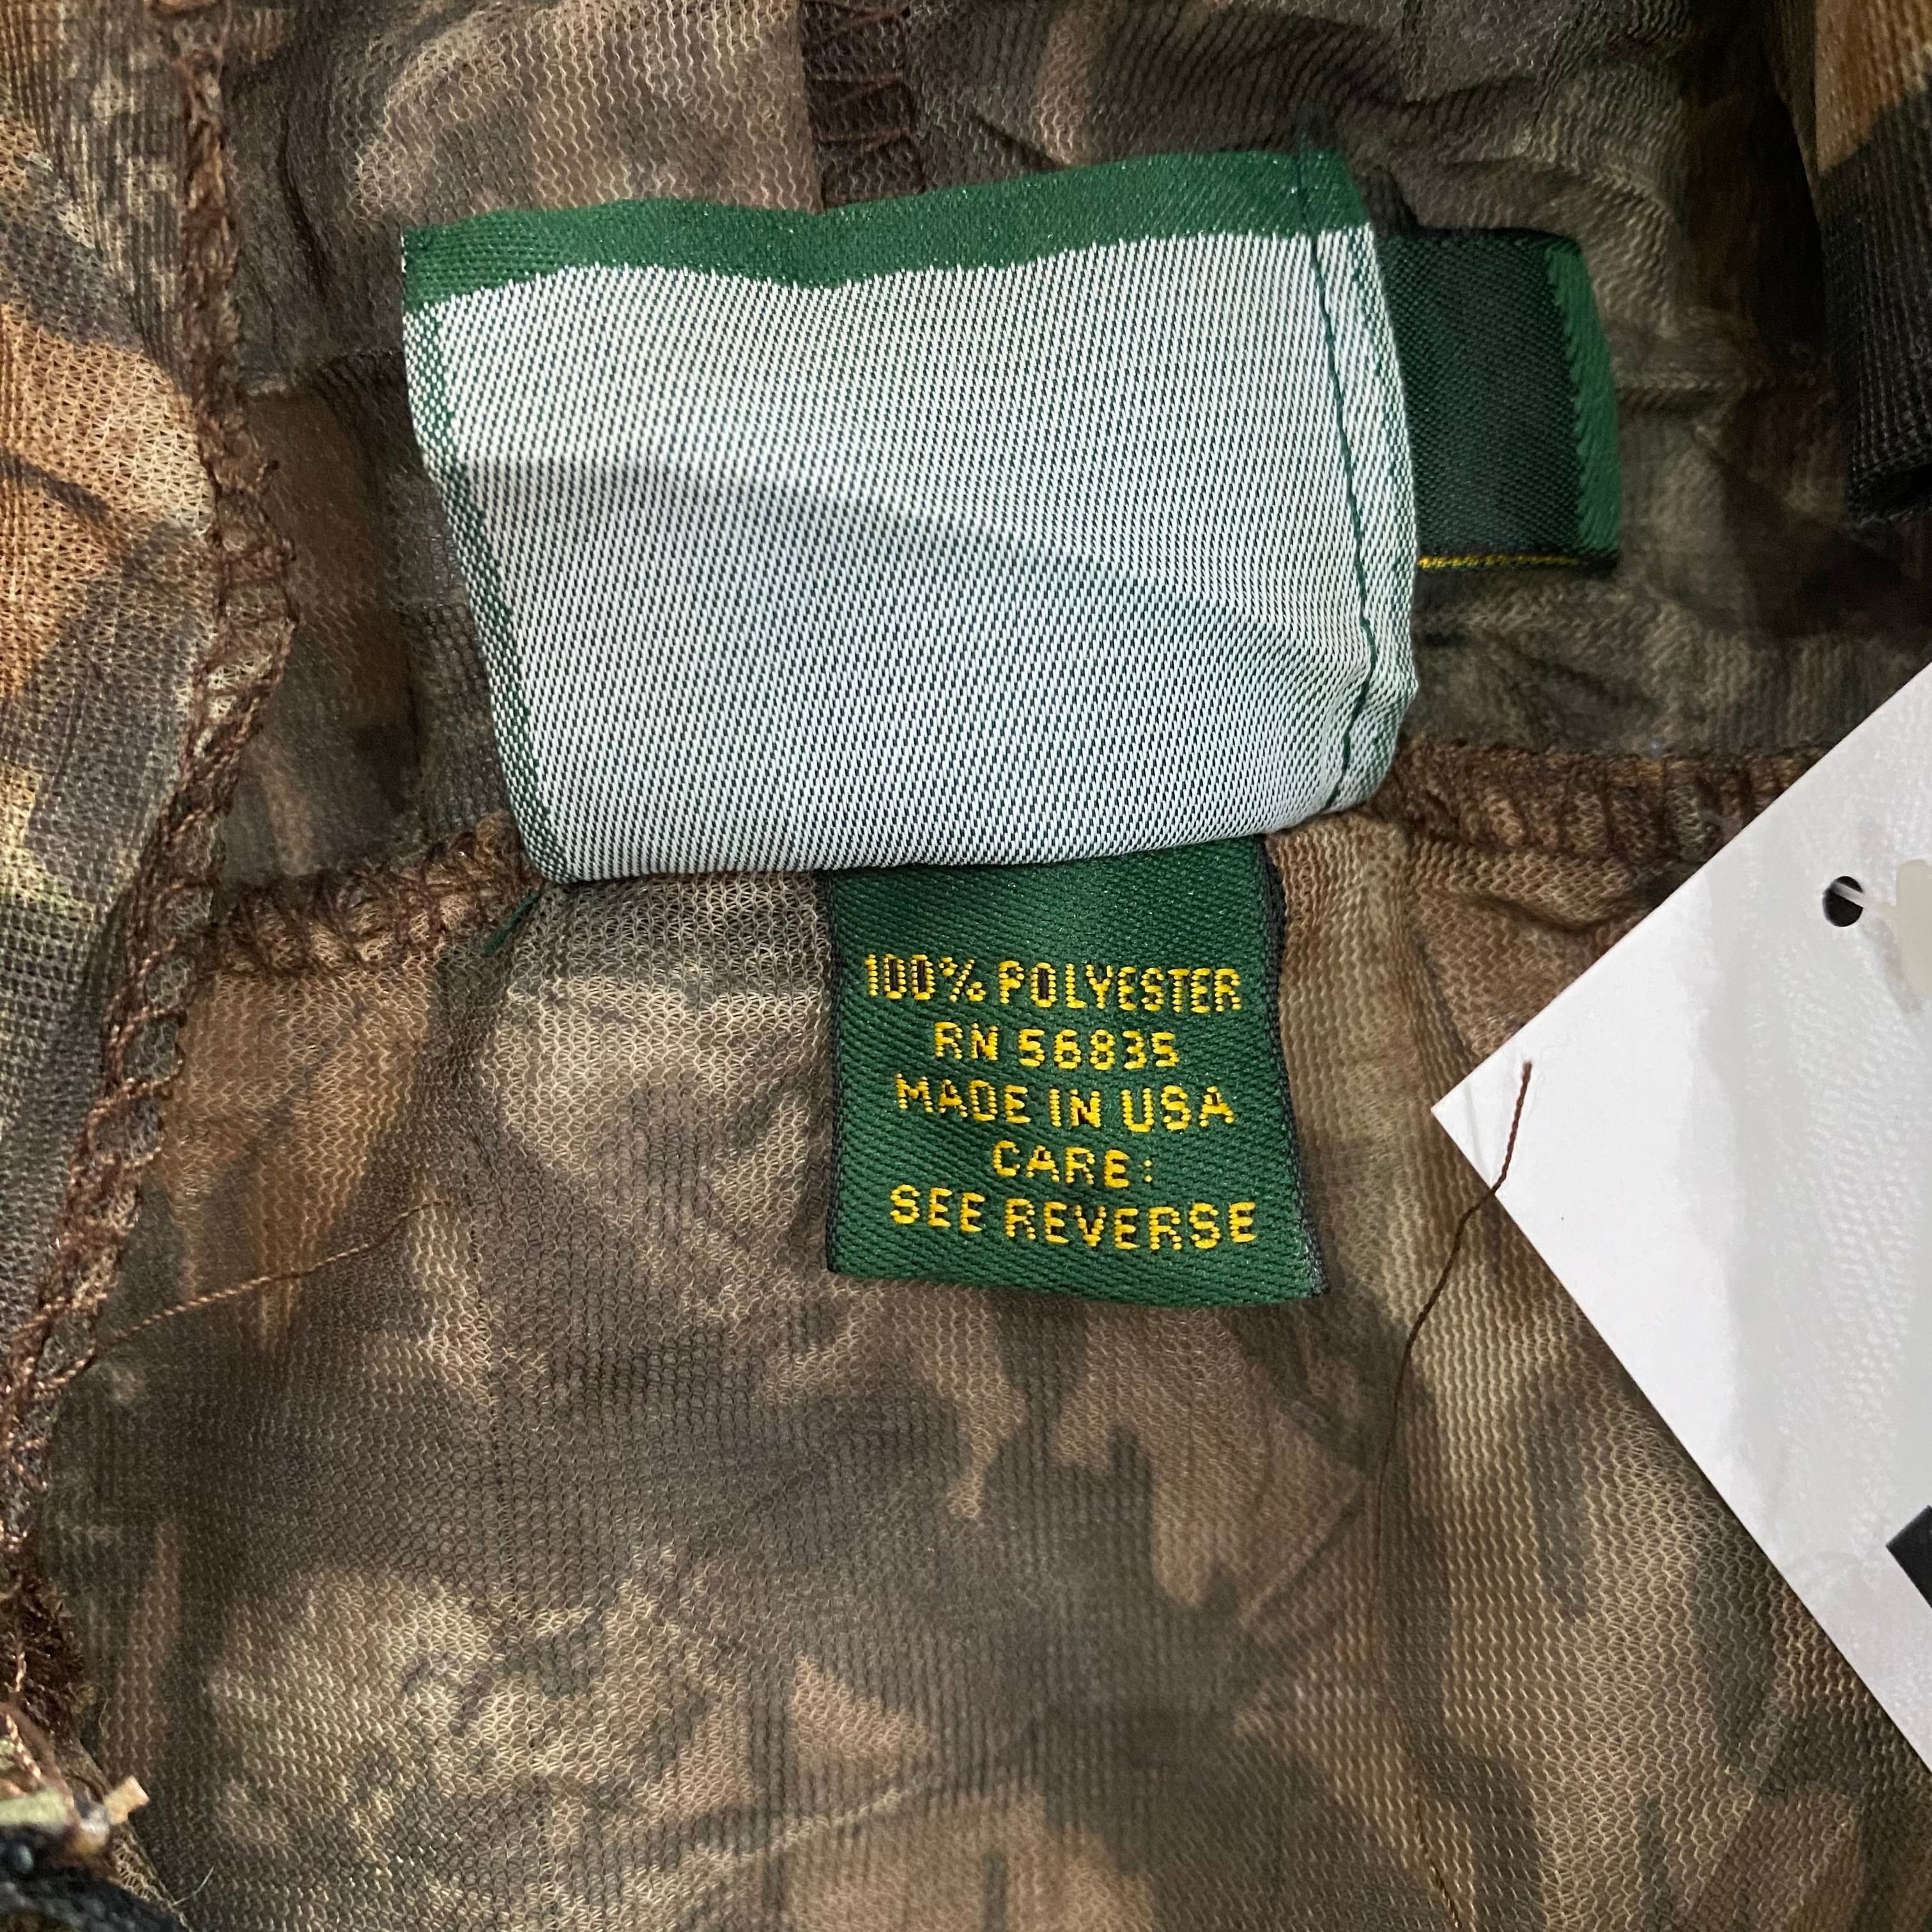 100% POLYESTER
RN 56835
MADE IN USA
CARE:
SEE REVERSE